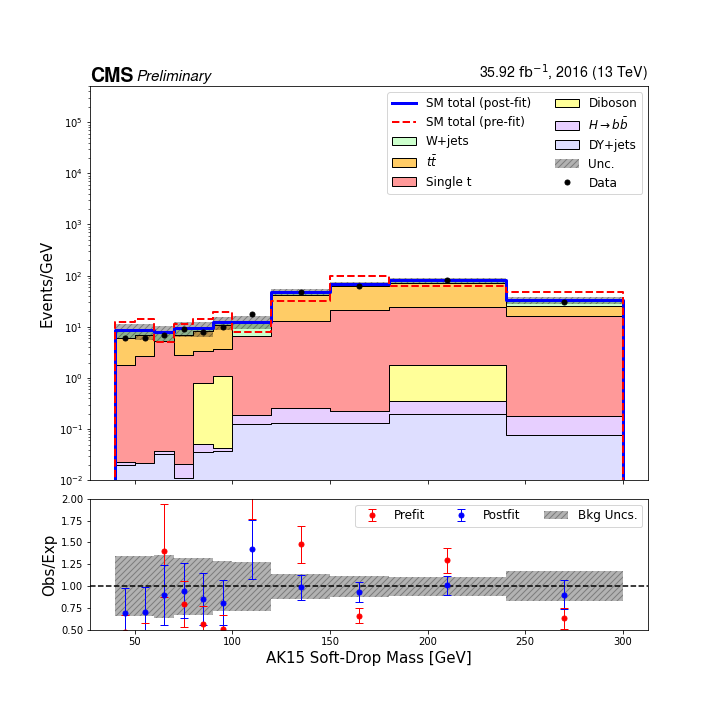 CMS Preliminary
35.92 fb⁻¹, 2016 (13 TeV)
SM total (post-fit)
SM total (pre-fit)
W+jets
tt̄
Single t
Diboson
H→bb̄
DY+jets
Unc.
Data
Events/GeV
10⁵
10⁴
10³
10²
10¹
10⁰
10⁻¹
10⁻²
Prefit
Postfit
Bkg Uncs.
Obs/Exp
2.00
1.75
1.50
1.25
1.00
0.75
0.50
50 100 150 200 250 300
AK15 Soft-Drop Mass [GeV]